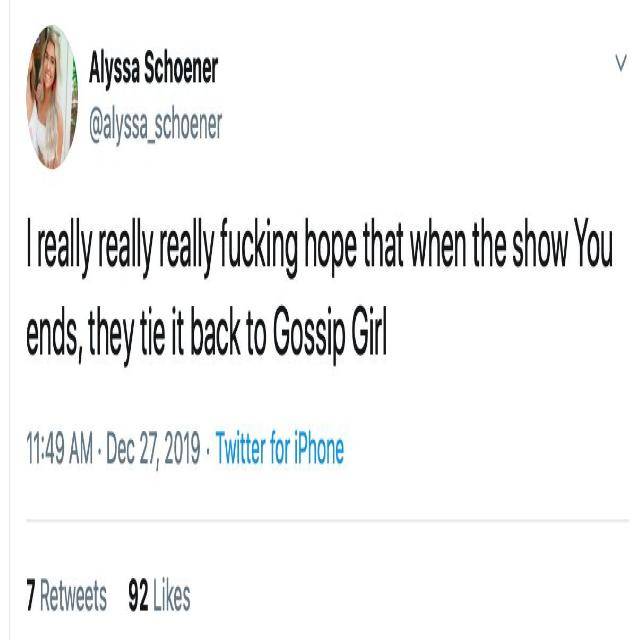 Alyssa Schoener
@alyssa_schoener
I really really really fucking hope that when the show You
ends, they tie it back to Gossip Girl
11:49 AM · Dec 27, 2019 · Twitter for iPhone
7 Retweets 92 Likes